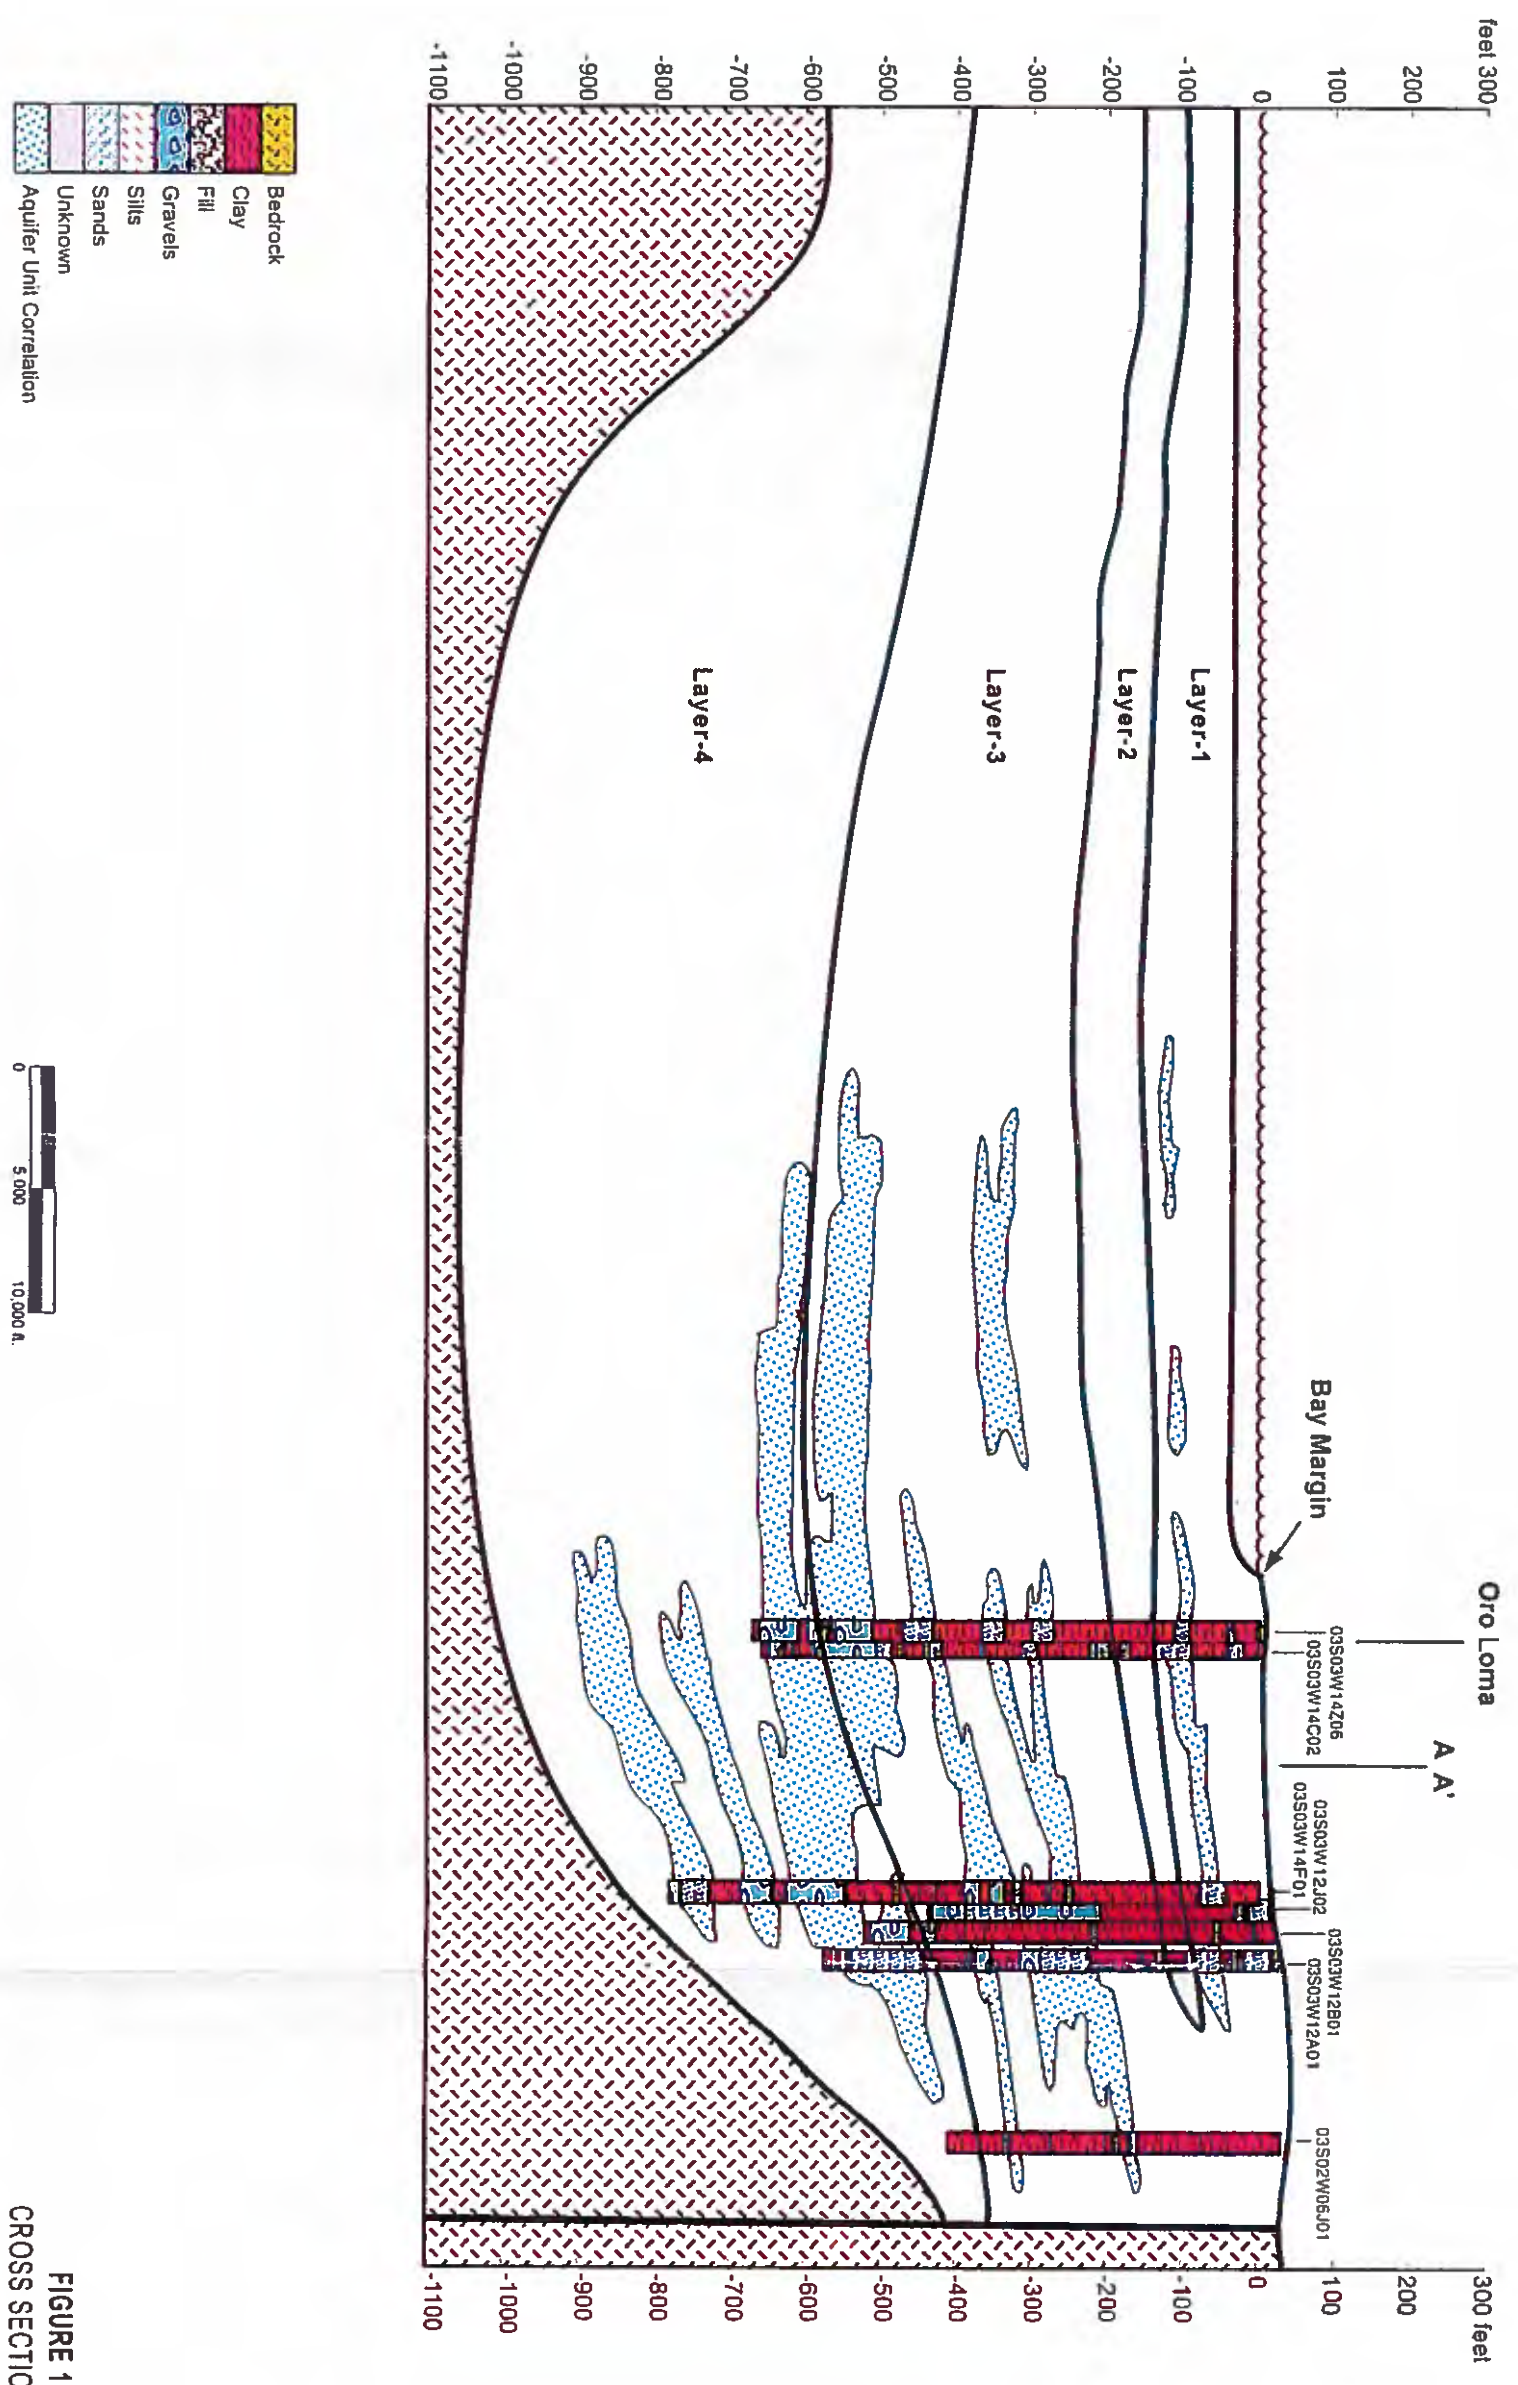 feet 300
200
100
0
-100
-200
-300
-400
-500
-600
-700
-800
-900
-1000
-1100
Oro Loma
A A'
Bay Margin
03S03W14Z06
03S03W14C02
03S03W12J02
03S03W14F01
03S03W12B01
03S03W12A01
03S02W06J01
Layer-1
Layer-2
Layer-3
Layer-4
300 feet
200
100
0
-100
-200
-300
-400
-500
-600
-700
-800
-900
-1000
-1100
Bedrock
Clay
Fill
Gravels
Silts
Sands
Unknown
Aquifer Unit Correlation
0 5,000 10,000 ft.
FIGURE 1